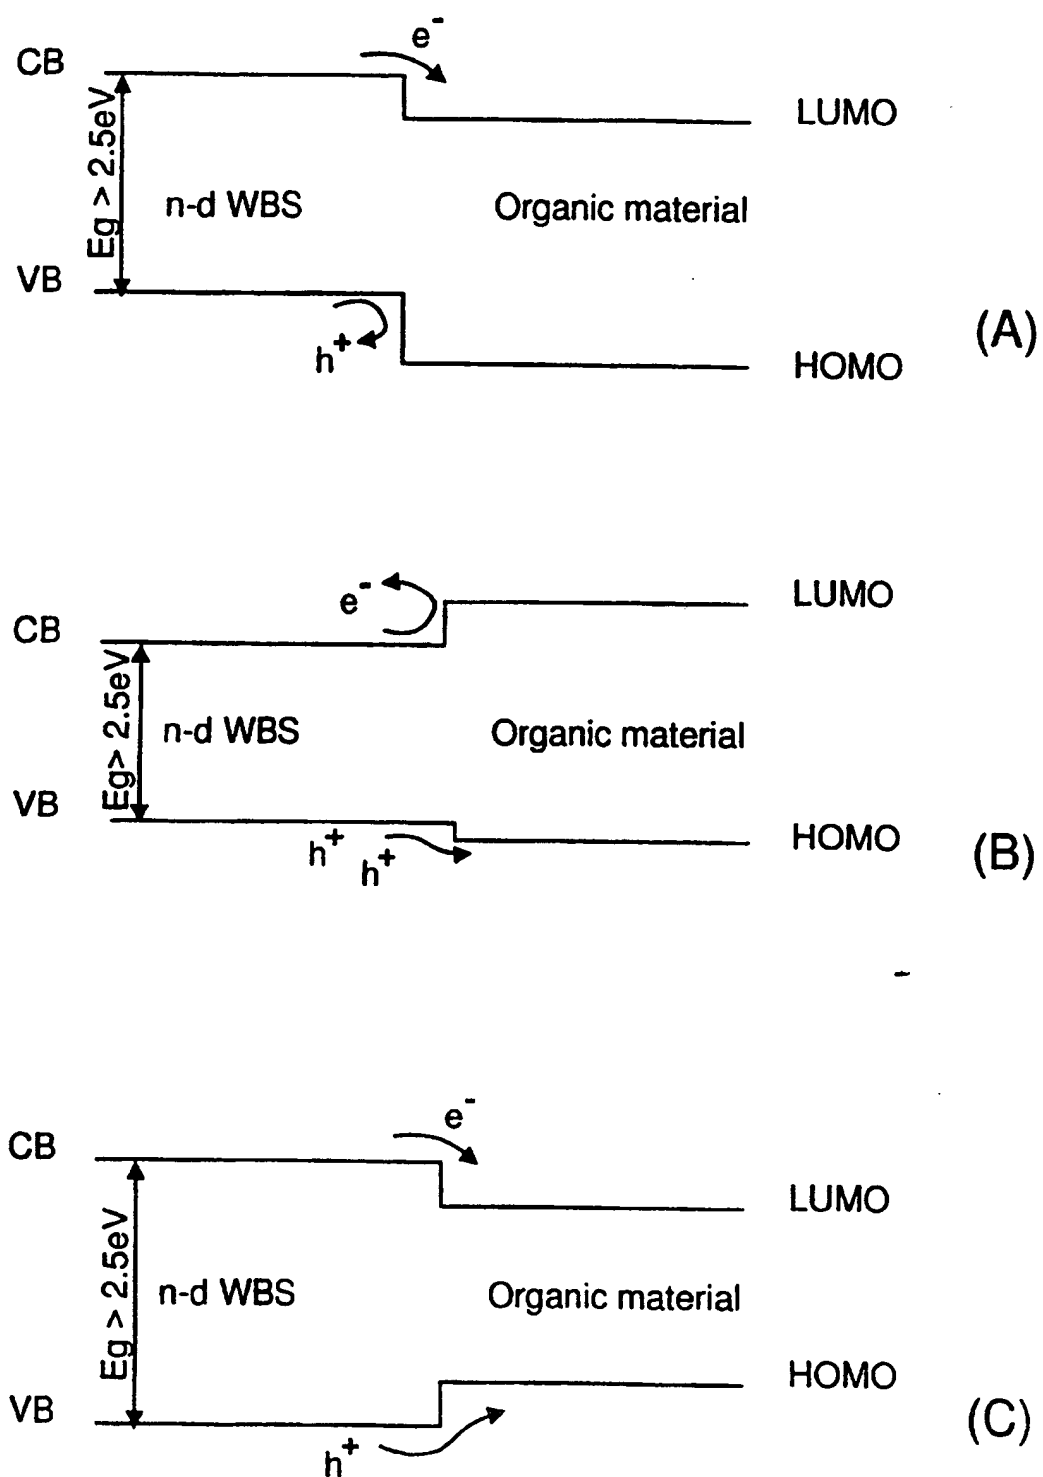 e⁻
CB
LUMO
Eg > 2.5eV
n-d WBS
Organic material
VB
h⁺
(A)
HOMO
e⁻
LUMO
CB
Eg> 2.5eV
n-d WBS
Organic material
VB
h⁺
h⁺
HOMO
(B)
e⁻
CB
LUMO
Eg > 2.5eV
n-d WBS
Organic material
HOMO
VB
(C)
h⁺